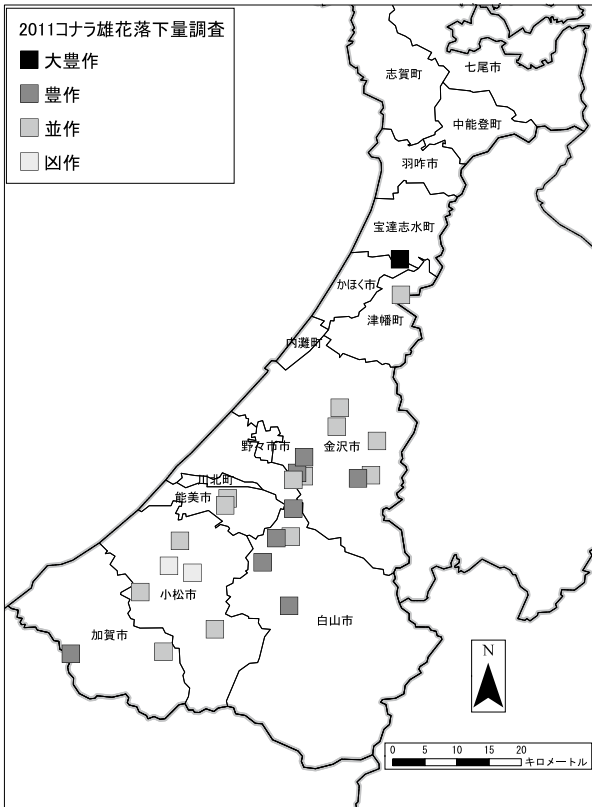 2011コナラ雄花落下量調査
大豊作
豊作
並作
凶作
七尾市
志賀町
中能登町
羽咋市
宝達志水町
かほく市
津幡町
内灘町
野々市市
金沢市
川北町
能美市
小松市
白山市
加賀市
N
0 5 10 15 20
キロメートル